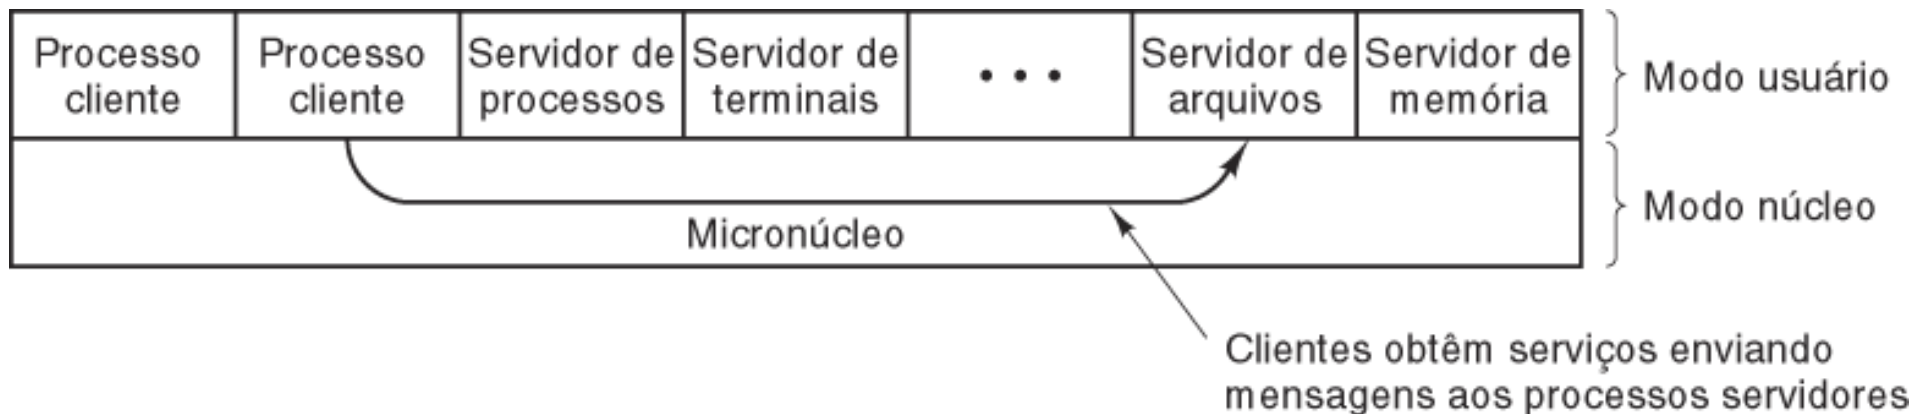 Processo
cliente
Processo
cliente
Servidor de
processos
Servidor de
terminais
• • •
Servidor de
arquivos
Servidor de
memória
Modo usuário
Micronúcleo
Modo núcleo
Clientes obtêm serviços enviando
mensagens aos processos servidores